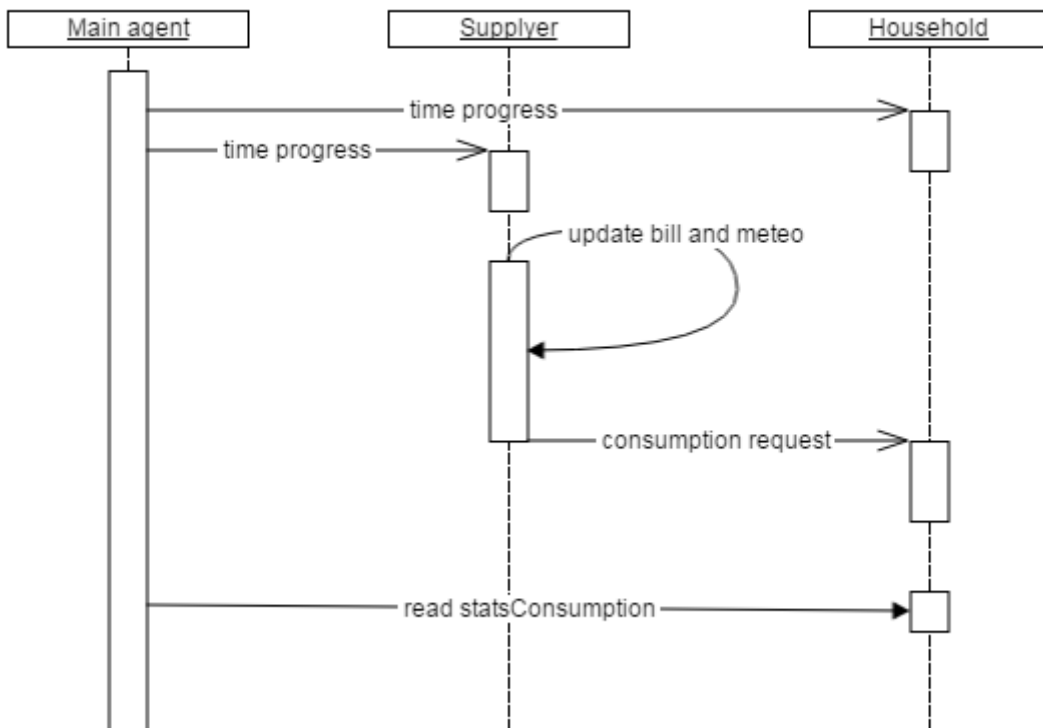 Main agent
Supplyer
Household
time progress
time progress
update bill and meteo
consumption request
read statsConsumption